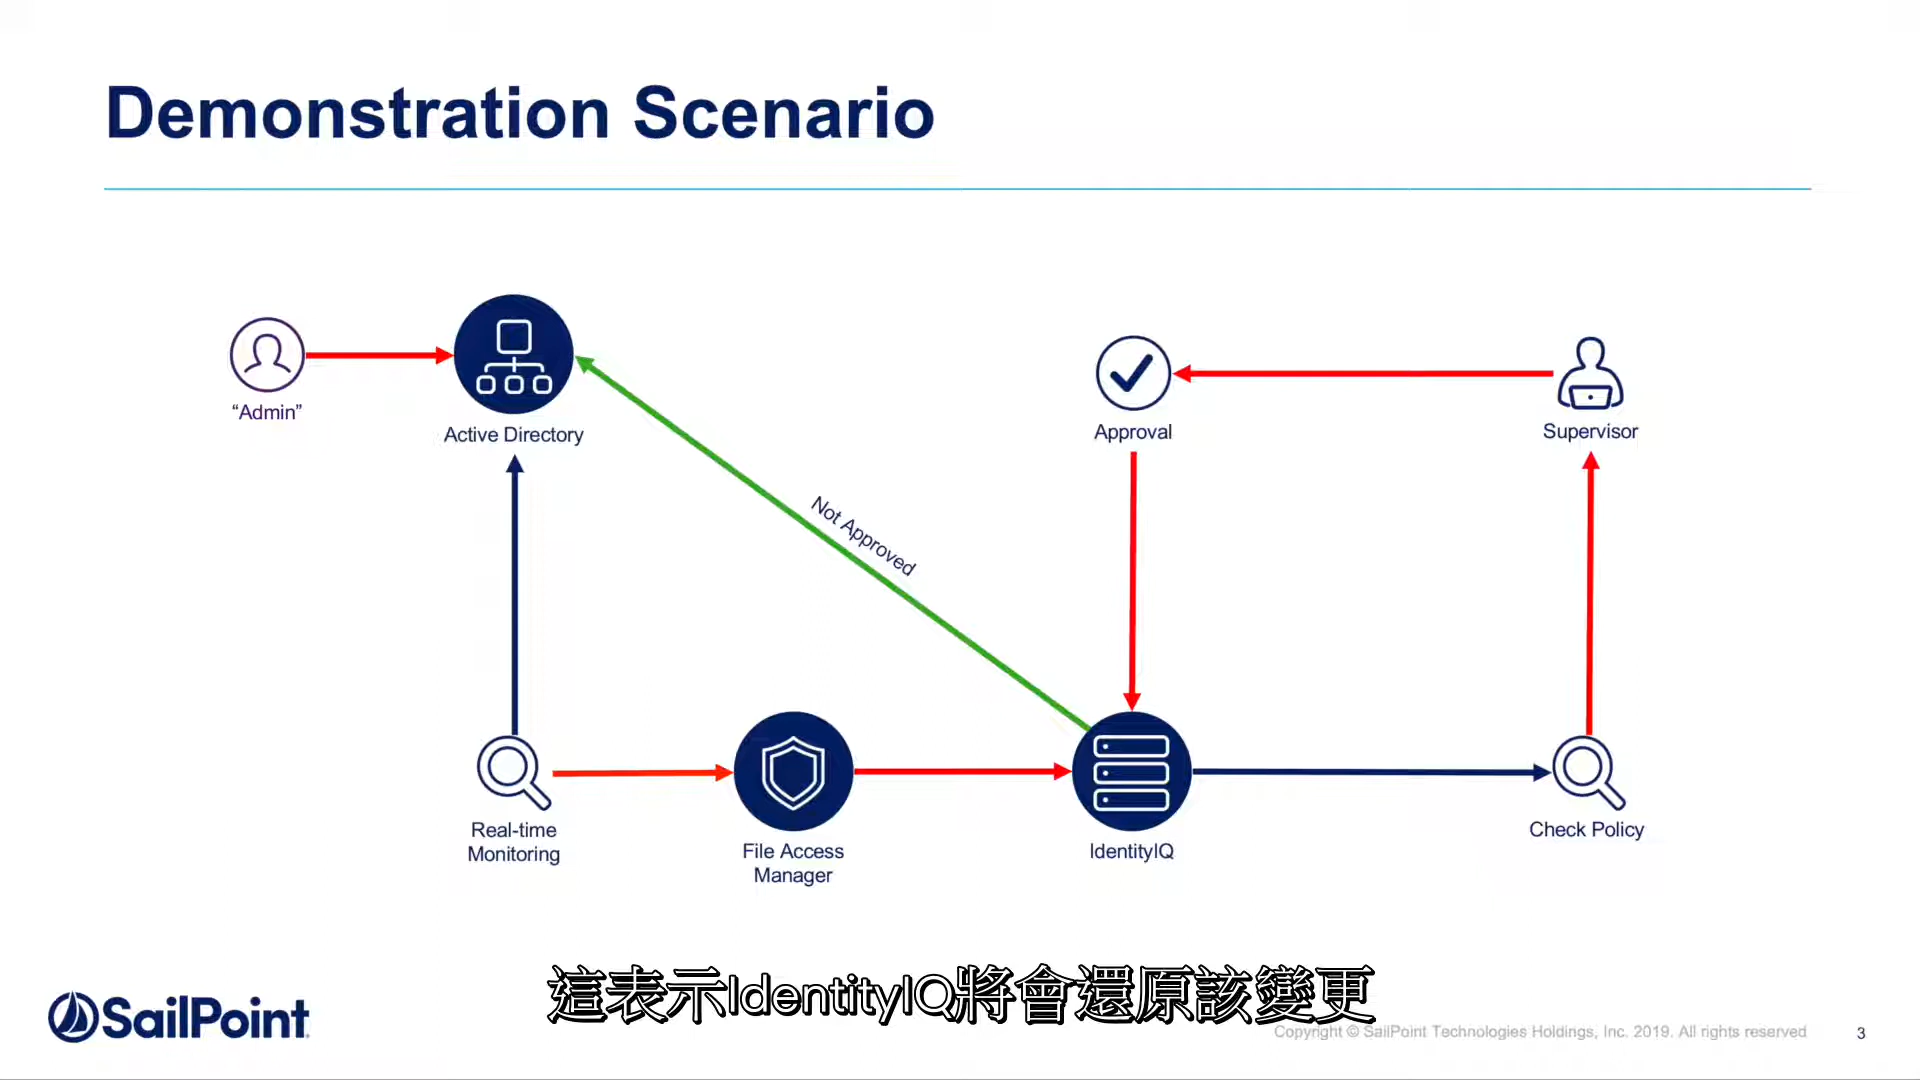 Demonstration Scenario
“Admin”
Active Directory
Approval
Supervisor
Not Approved
Real-time
Monitoring
File Access
Manager
IdentityIQ
Check Policy
這表示IdentityIQ將會還原該變更
SailPoint
Copyright © SailPoint Technologies Holdings, Inc. 2019. All rights reserved
3